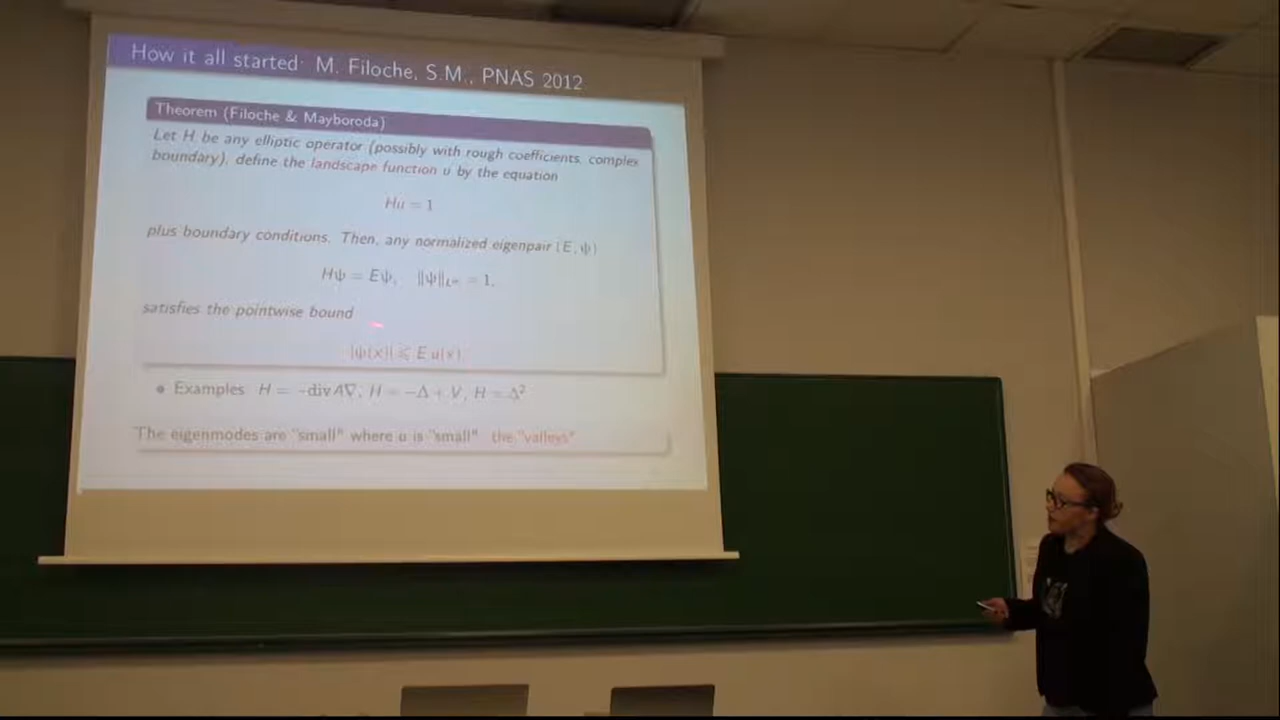 How it all started: M. Filoche, S.M., PNAS 2012
Theorem (Filoche & Mayboroda)
Let H be any elliptic operator (possibly with rough coefficients, complex
boundary), define the landscape function u by the equation
Hu = 1
plus boundary conditions. Then, any normalized eigenpair (E, ψ)
Hψ = Eψ, ‖ψ‖L∞ = 1,
satisfies the pointwise bound
|ψ(x)| ⩽ E u(x).
• Examples: H = -div A∇, H = −Δ + V, H = Δ²
The eigenmodes are "small" where u is "small" the "valleys"